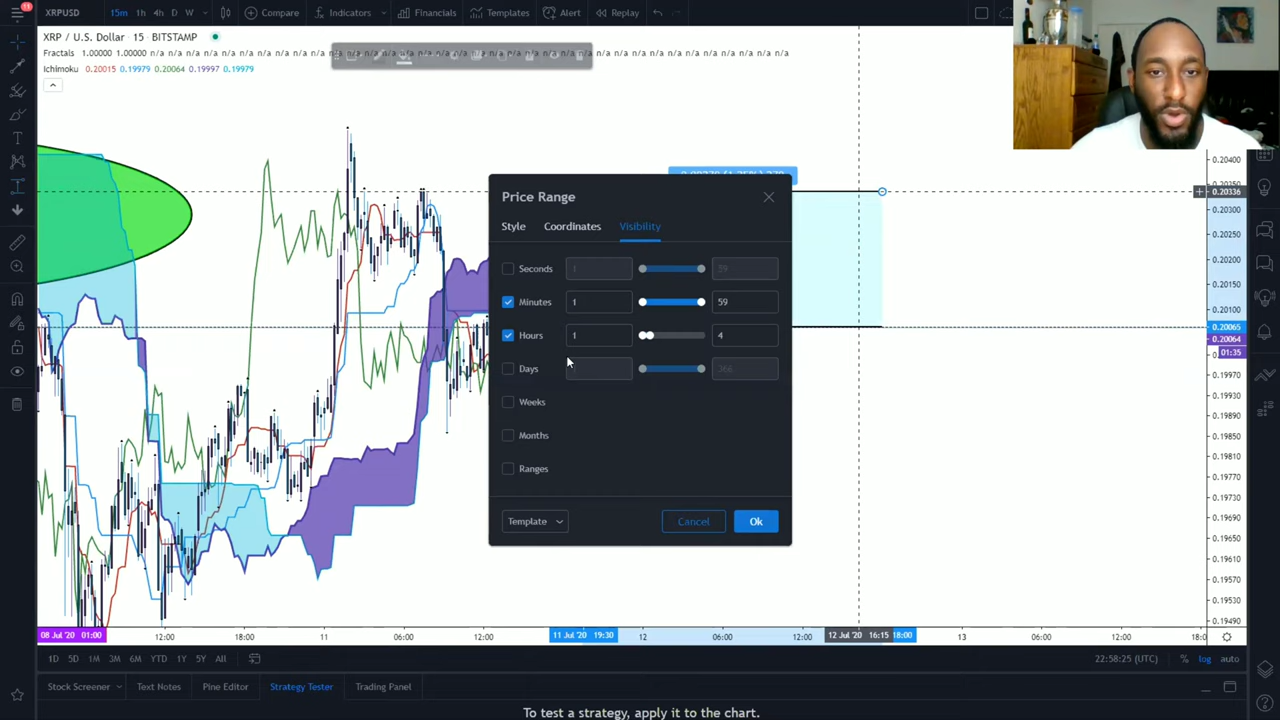 11
XRPUSD 15m 1h 4h D W Compare Indicators Financials Templates Alert Replay
XRP / U.S. Dollar · 15 · BITSTAMP
Fractals 1.00000 1.00000 n/a n/a n/a n/a n/a n/a n/a n/a n/a n/a n/a n/a n/a n/a n/a n/a n/a n/a n/a n/a n/a n/a n/a n/a n/a n/a n/a n/a n/a n/a n/a
Ichimoku 0.20015 0.19979 0.20064 0.19997 0.19979
Price Range
Style Coordinates Visibility
Seconds 1 59
Minutes 1 59
Hours 1 4
Days 366
Weeks
Months
Ranges
Template Cancel Ok
0.20400
0.20336
0.20300
0.20250
0.20200
0.20150
0.20100
0.20065
0.20064
01:35
0.19970
0.19930
0.19890
0.19850
0.19810
0.19770
0.19730
0.19690
0.19650
0.19610
0.19570
0.19530
0.19490
08 Jul '20 01:00 12:00 18:00 11 06:00 12:00 11 Jul '20 19:30 12 06:00 12:00 12 Jul '20 16:15 18:00 13 06:00 12:00 18:
1D 5D 1M 3M 6M YTD 1Y 5Y All 22:58:25 (UTC) % log auto
Stock Screener Text Notes Pine Editor Strategy Tester Trading Panel
To test a strategy, apply it to the chart.